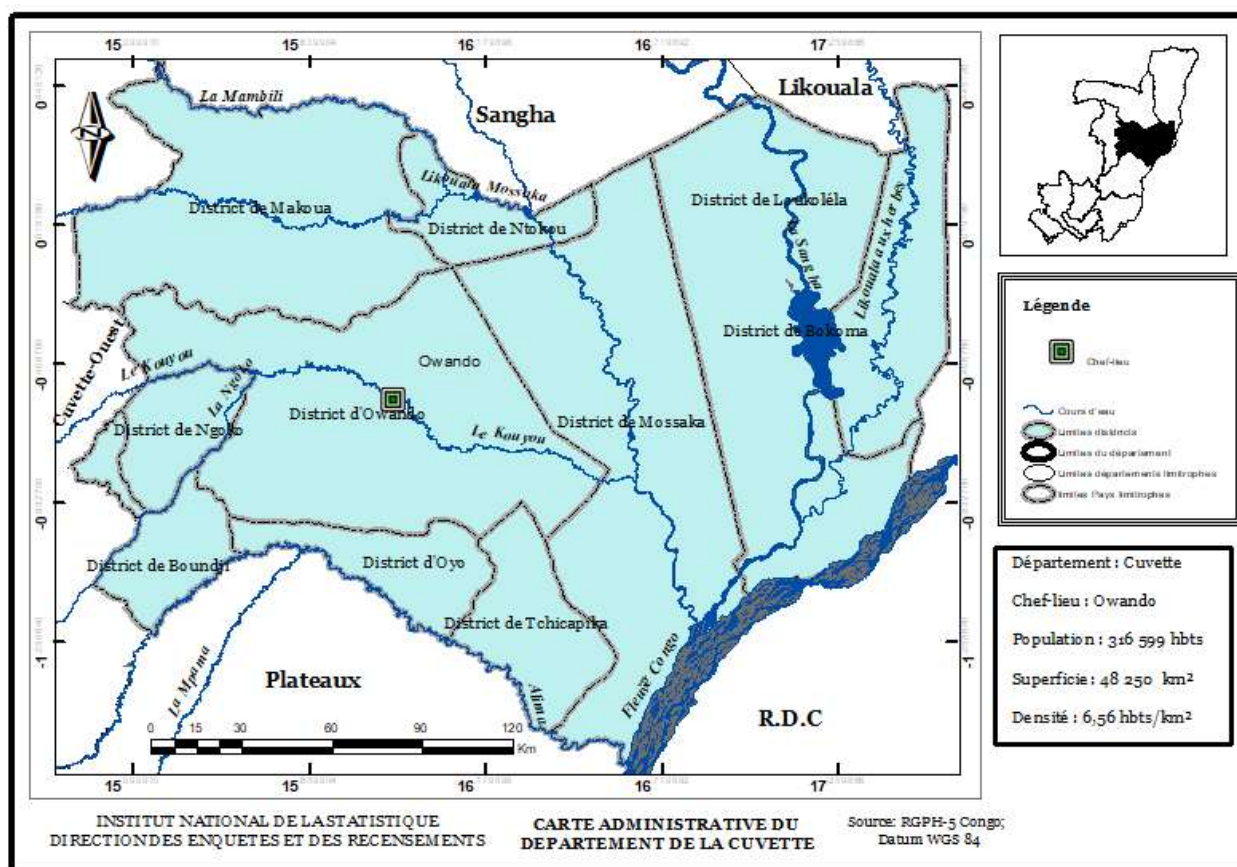 15
15
16
16
17
0
0
-0
-0
-1
0
0
-0
-0
-1
La Mambili
Sangha
Likouala
Likouala Mossaka
District de Makoua
District de Ntokou
District de Loukoléla
La Sangha
Likouala aux herbes
District de Bokoma
Cuvette-Ouest
Le Kouyou
La Ngoko
Owando
District d'Owando
District de Ngoko
Le Kouyou
District de Mossaka
District de Boundji
District d'Oyo
District de Tchicapika
La Mpama
Plateaux
Alima
Fleuve Congo
R.D.C
0 15 30 60 90 120
Km
15
15
16
16
17
Légende
Chef-lieu
Cours d'eau
Limites districts
Limites du département
Limites départements limitrophes
limites Pays limitrophes
Département : Cuvette
Chef-lieu : Owando
Population : 316 599 hbts
Superficie : 48 250 km²
Densité : 6,56 hbts/km²
INSTITUT NATIONAL DE LA STATISTIQUE
DIRECTION DES ENQUETES ET DES RECENSEMENTS
CARTE ADMINISTRATIVE DU
DEPARTEMENT DE LA CUVETTE
Source: RGPH-5 Congo;
Datum WGS 84